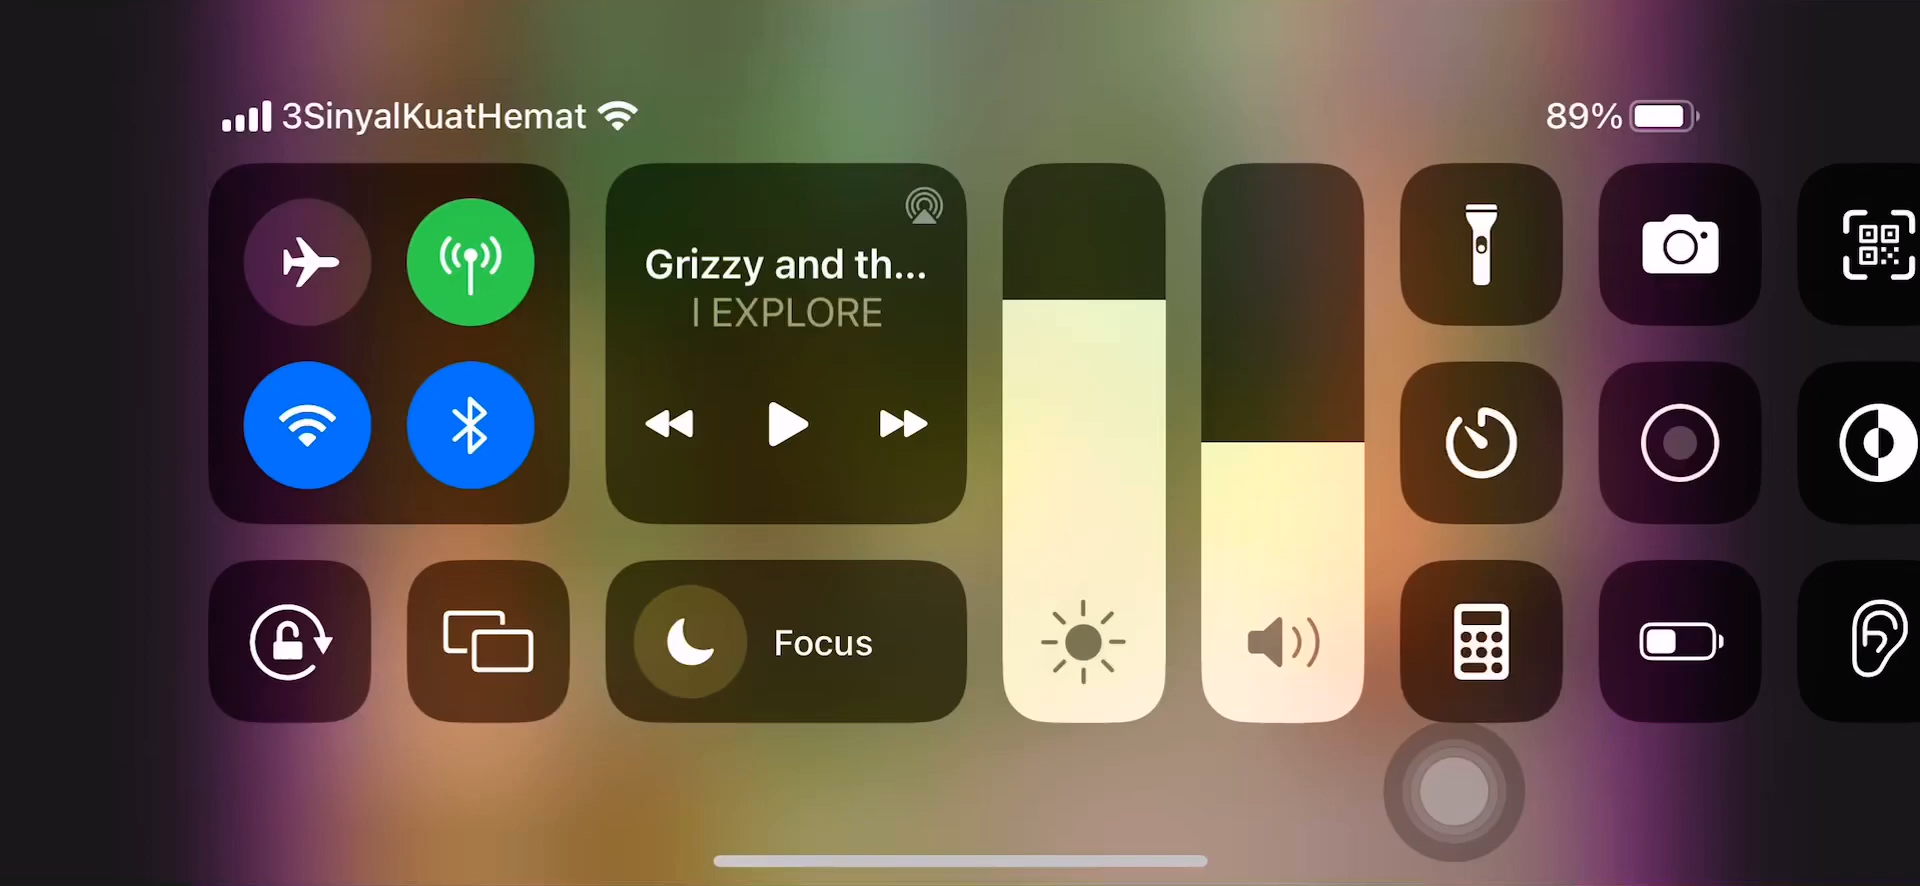 3SinyalKuatHemat
89%
Grizzy and th...
I EXPLORE
Focus